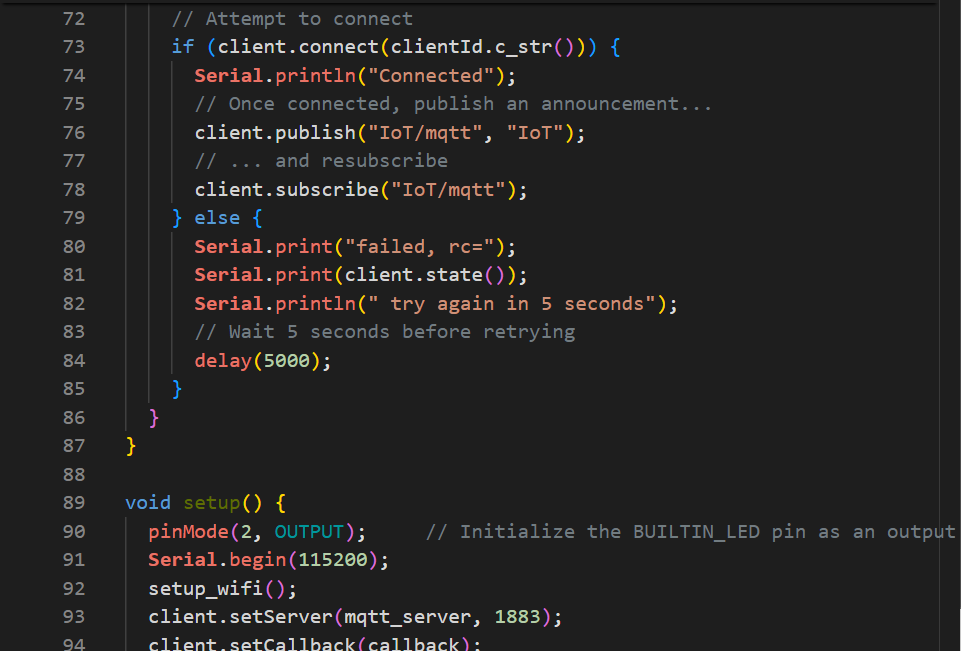 72 // Attempt to connect
73 if (client.connect(clientId.c_str())) {
74 Serial.println("Connected");
75 // Once connected, publish an announcement...
76 client.publish("IoT/mqtt", "IoT");
77 // ... and resubscribe
78 client.subscribe("IoT/mqtt");
79 } else {
80 Serial.print("failed, rc=");
81 Serial.print(client.state());
82 Serial.println(" try again in 5 seconds");
83 // Wait 5 seconds before retrying
84 delay(5000);
85 }
86 }
87 }
88
89 void setup() {
90 pinMode(2, OUTPUT); // Initialize the BUILTIN_LED pin as an output
91 Serial.begin(115200);
92 setup_wifi();
93 client.setServer(mqtt_server, 1883);
94 client.setCallback(callback);